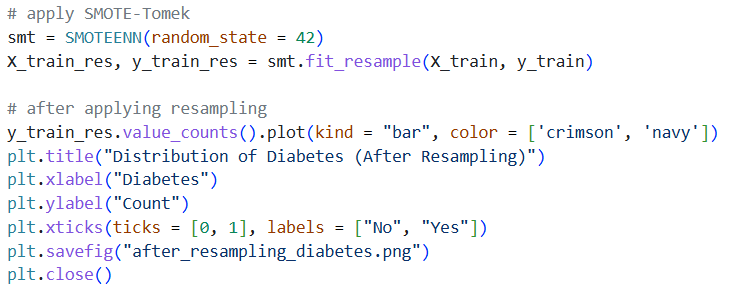 # apply SMOTE-Tomek
smt = SMOTEENN(random_state = 42)
X_train_res, y_train_res = smt.fit_resample(X_train, y_train)
# after applying resampling
y_train_res.value_counts().plot(kind = "bar", color = ['crimson', 'navy'])
plt.title("Distribution of Diabetes (After Resampling)")
plt.xlabel("Diabetes")
plt.ylabel("Count")
plt.xticks(ticks = [0, 1], labels = ["No", "Yes"])
plt.savefig("after_resampling_diabetes.png")
plt.close()